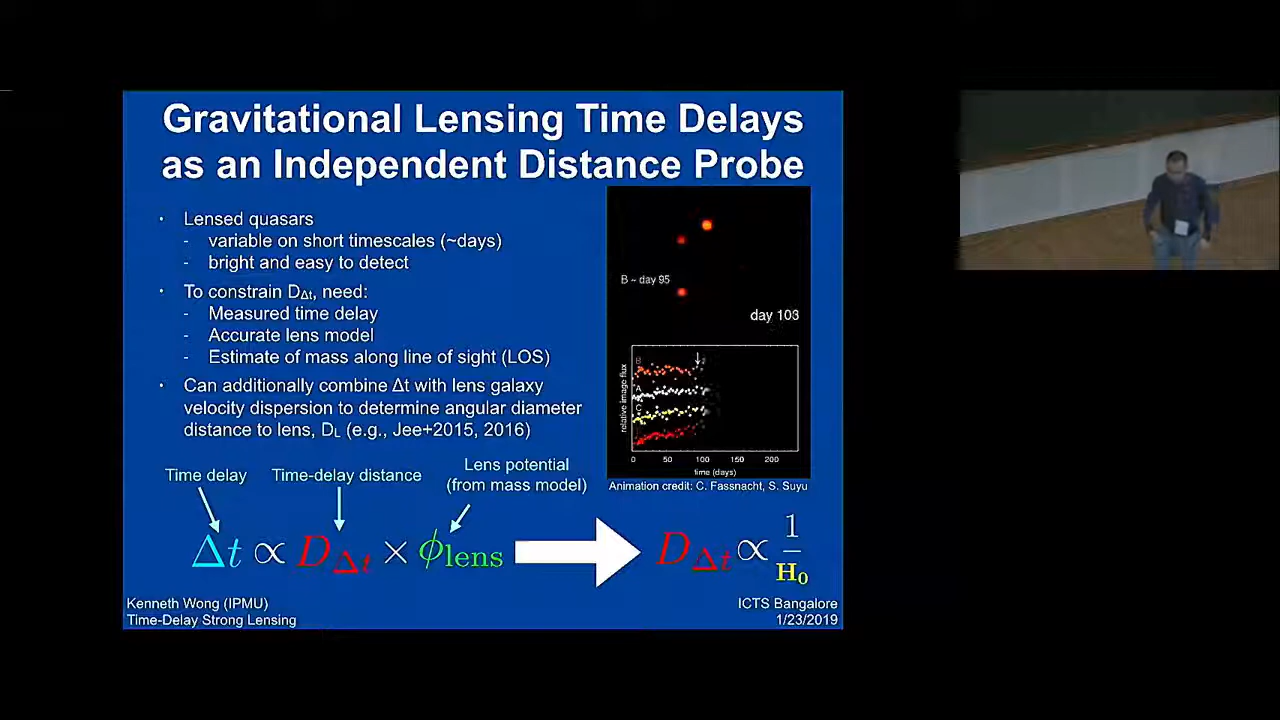 Gravitational Lensing Time Delays
as an Independent Distance Probe
· Lensed quasars
- variable on short timescales (~days)
- bright and easy to detect
· To constrain DΔt, need:
- Measured time delay
- Accurate lens model
- Estimate of mass along line of sight (LOS)
· Can additionally combine Δt with lens galaxy
velocity dispersion to determine angular diameter
distance to lens, DL (e.g., Jee+2015, 2016)
B ~ day 95
day 103
relative image flux
B
A
C
0 50 100 150 200
time (days)
Animation credit: C. Fassnacht, S. Suyu
Time delay
Time-delay distance
Lens potential
(from mass model)
Δt ∝ DΔt × ϕlens
DΔt ∝ 1/H0
Kenneth Wong (IPMU)
Time-Delay Strong Lensing
ICTS Bangalore
1/23/2019